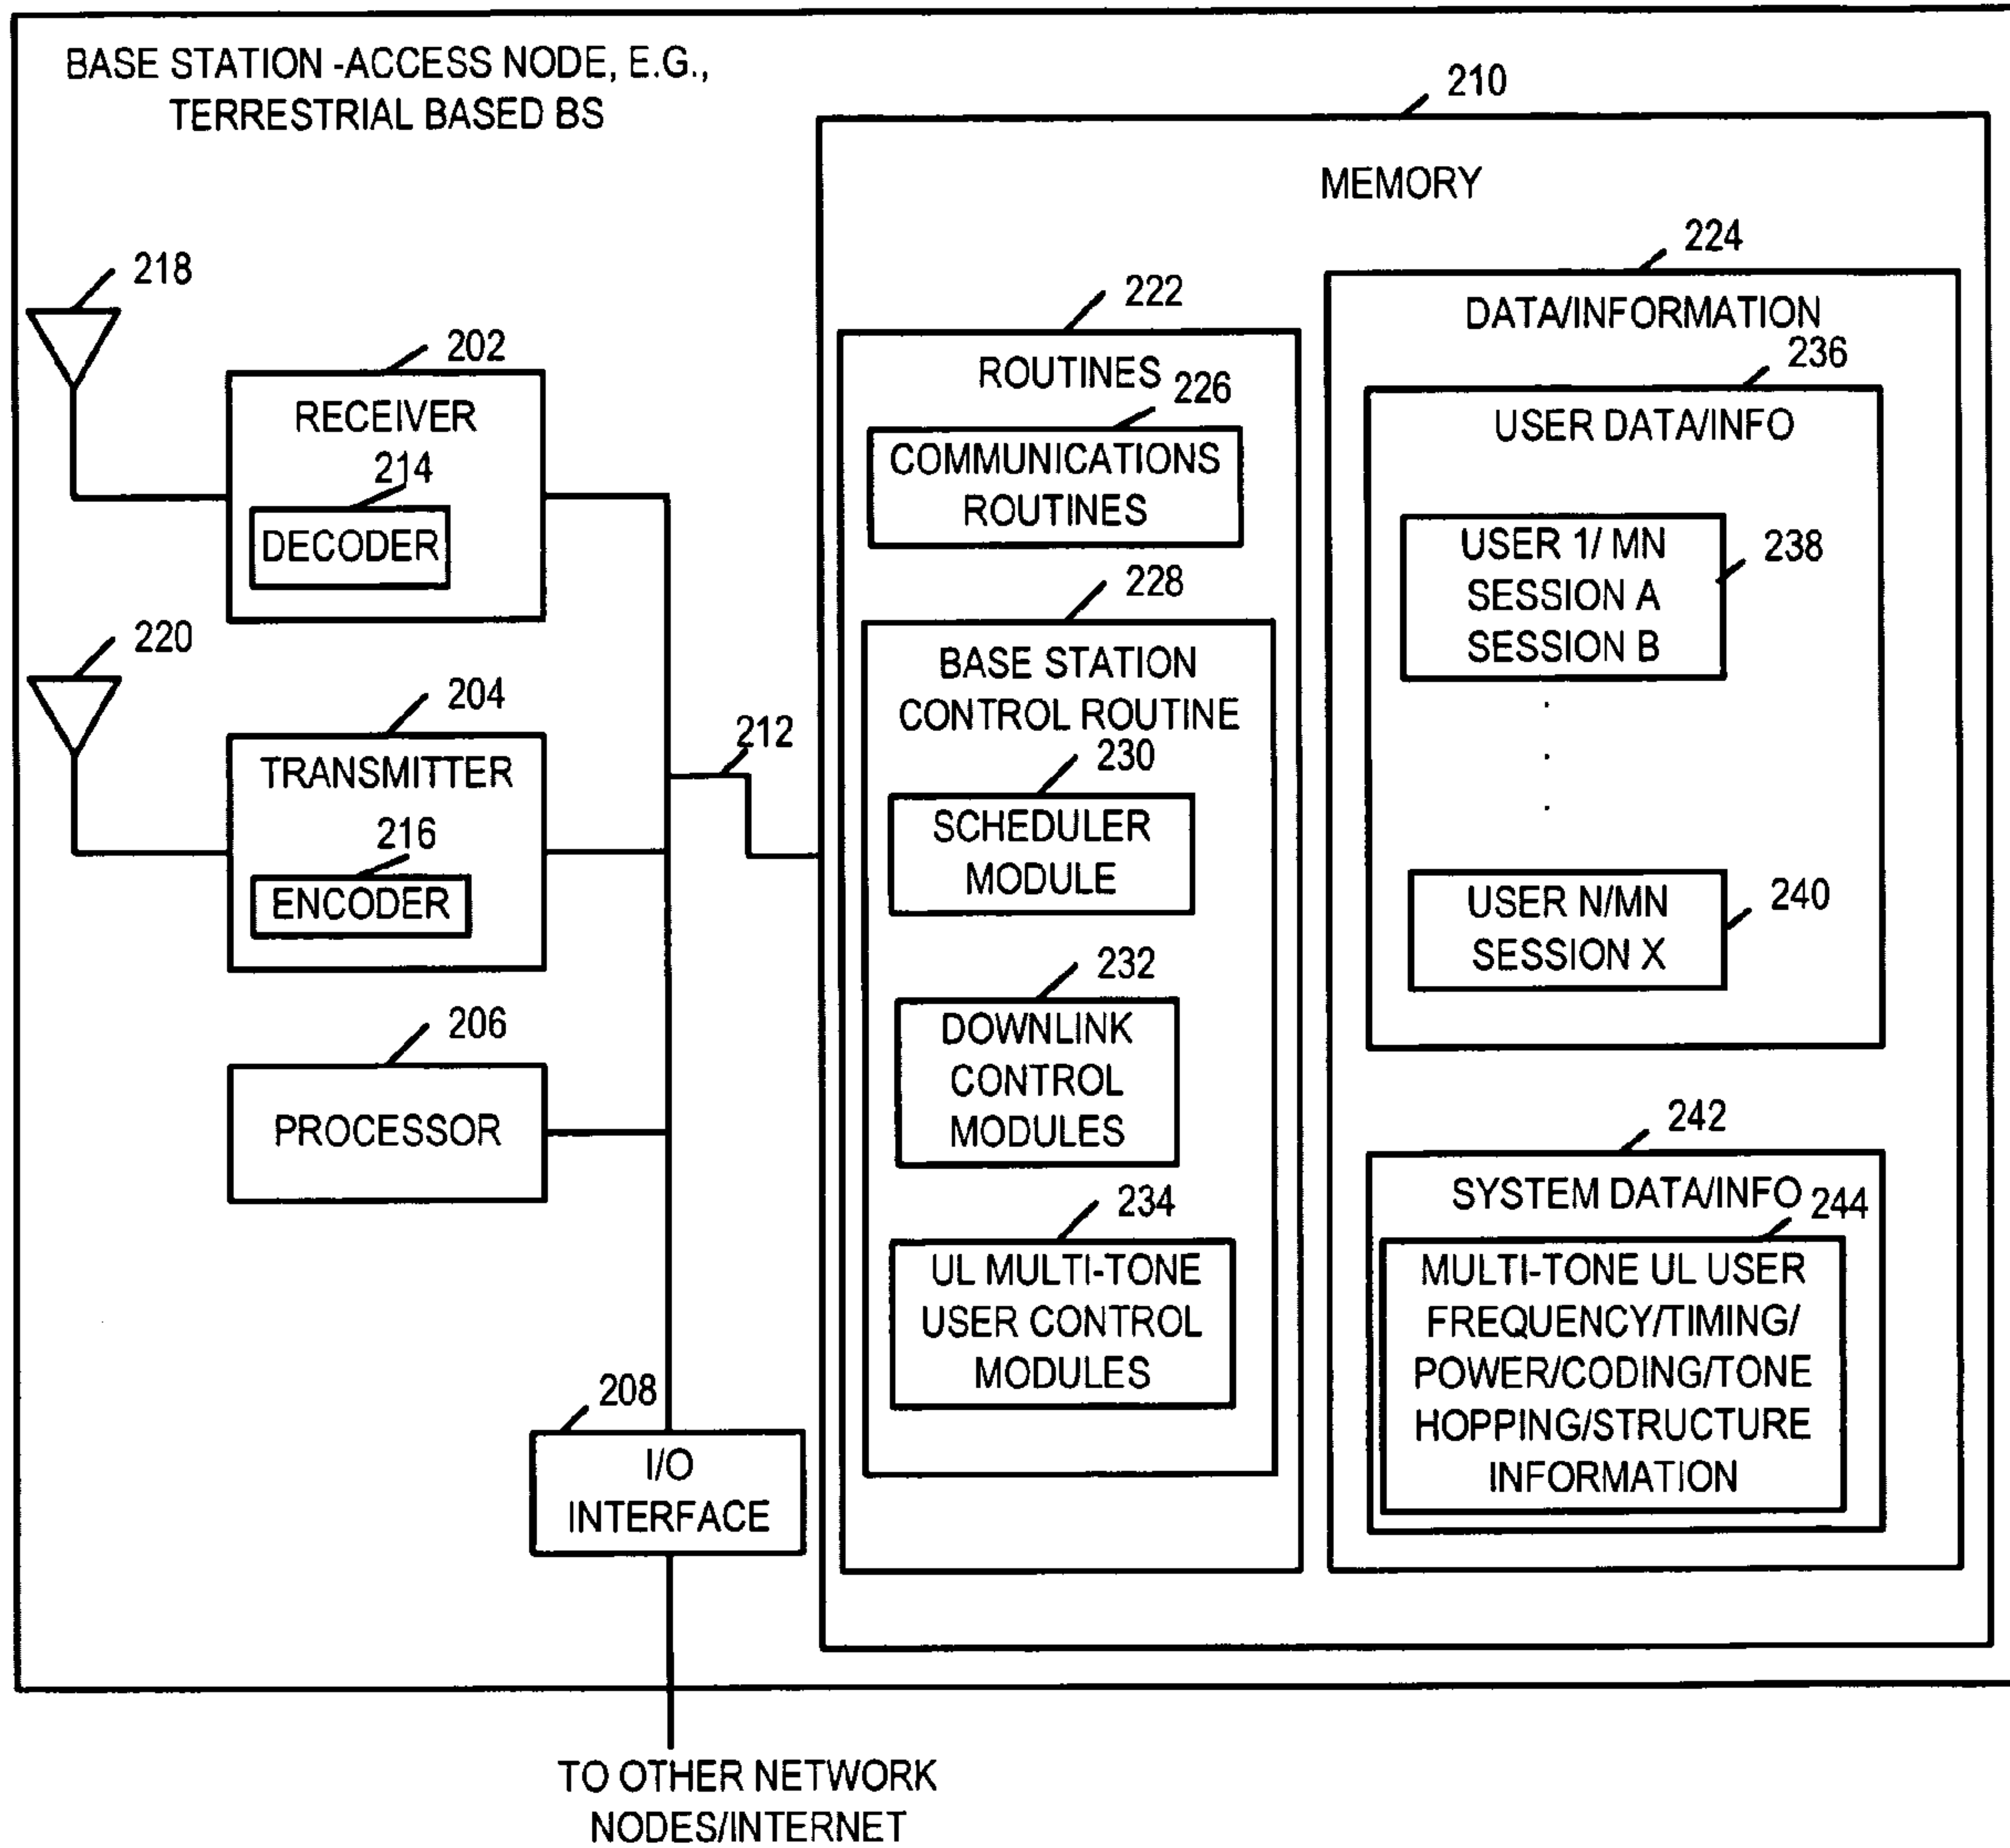 BASE STATION -ACCESS NODE, E.G.,
TERRESTRIAL BASED BS
210
MEMORY
218
202
RECEIVER
214
DECODER
220
204
TRANSMITTER
216
ENCODER
206
PROCESSOR
212
208
I/O
INTERFACE
TO OTHER NETWORK
NODES/INTERNET
222
ROUTINES
226
COMMUNICATIONS
ROUTINES
228
BASE STATION
CONTROL ROUTINE
230
SCHEDULER
MODULE
232
DOWNLINK
CONTROL
MODULES
234
UL MULTI-TONE
USER CONTROL
MODULES
224
DATA/INFORMATION
236
USER DATA/INFO
USER 1/ MN
SESSION A
SESSION B
238
.
.
.
USER N/MN
SESSION X
240
242
SYSTEM DATA/INFO
244
MULTI-TONE UL USER
FREQUENCY/TIMING/
POWER/CODING/TONE
HOPPING/STRUCTURE
INFORMATION